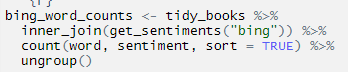 {r}
bing_word_counts <- tidy_books %>%
  inner_join(get_sentiments("bing")) %>%
  count(word, sentiment, sort = TRUE) %>%
  ungroup()